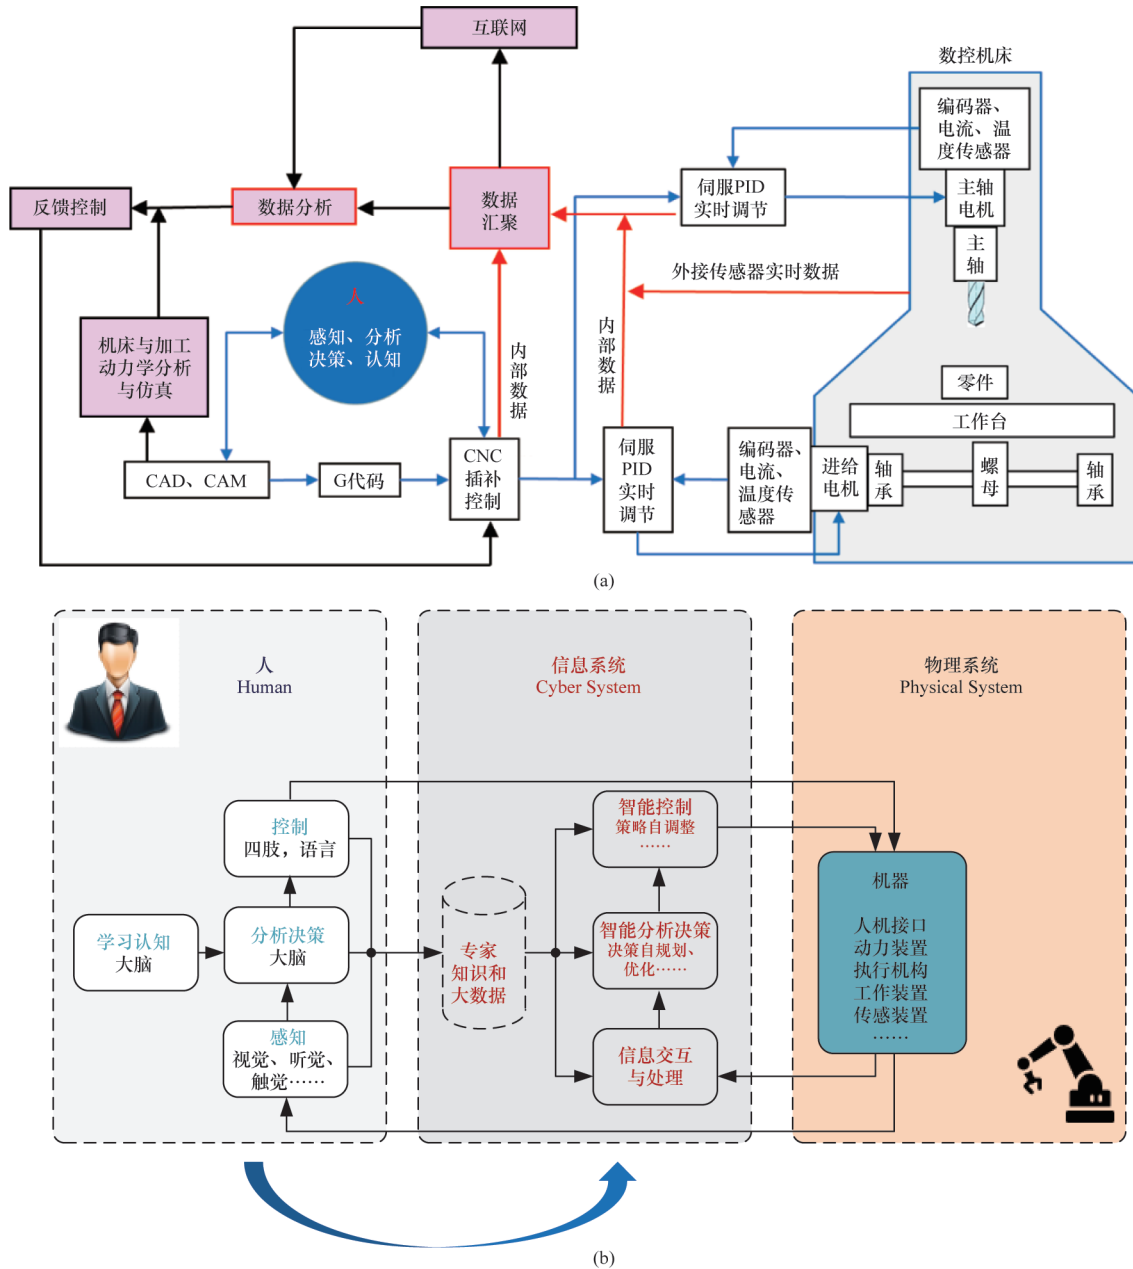 互联网
数控机床
编码器、
电流、温
度传感器
反馈控制
数据分析
数据
汇聚
伺服PID
实时调节
主轴
电机
主
轴
外接传感器实时数据
人
感知、分析
决策、认知
内部数据
内部数据
机床与加工
动力学分析
与仿真
零件
工作台
CAD、CAM
G代码
CNC
插补
控制
伺服
PID
实时
调节
编码器、
电流、
温度传
感器
进给
电机
轴
承
螺
母
轴
承
(a)
人
Human
控制
四肢，语言
学习认知
大脑
分析决策
大脑
感知
视觉、听觉、
触觉……
信息系统
Cyber System
专家
知识和
大数据
智能控制
策略自调整
……
智能分析决策
决策自规划、
优化……
信息交互
与处理
物理系统
Physical System
机器
人机接口
动力装置
执行机构
工作装置
传感装置
……
(b)